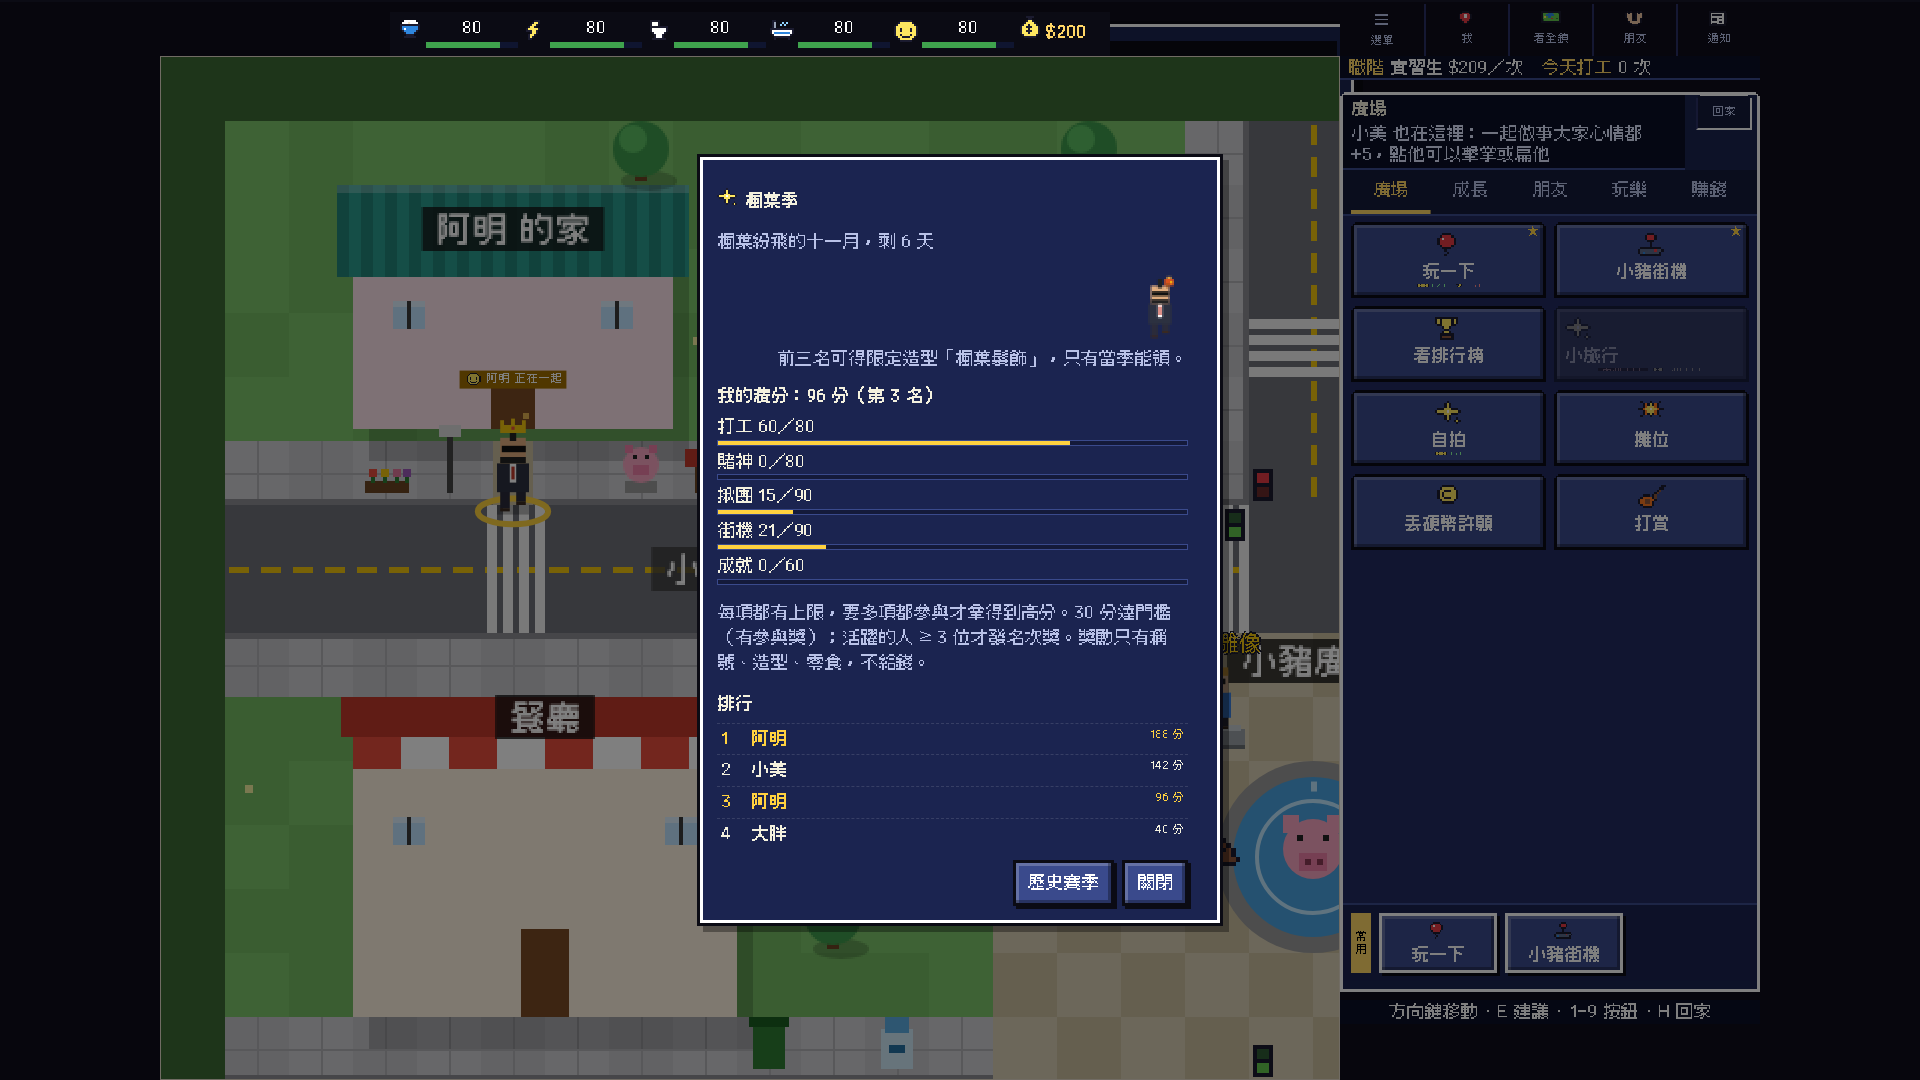 80 80 80 80 80 $200
選單 我 看全鎮 朋友 通知
職階 實習生 $209／次 今天打工 0 次
廣場
回家
小美 也在這裡：一起做事大家心情都
+5，點他可以擊掌或扁他
廣場 成長 朋友 玩樂 賺錢
玩一下
小豬街機
看排行榜
小旅行
自拍
攤位
丟硬幣許願
打賞
常用
玩一下
小豬街機
方向鍵移動 · E 建議 · 1-9 按鈕 · H 回家
阿明 的家
阿明 正在一起
小
餐廳
雕像
小豬廣
楓葉季
楓葉紛飛的十一月，剩 6 天
前三名可得限定造型「楓葉髮飾」，只有當季能領。
我的積分：96 分（第 3 名）
打工 60／80
賭神 0／80
揪團 15／90
街機 21／90
成就 0／60
每項都有上限，要多項都參與才拿得到高分。30 分達門檻
（有參與獎）；活躍的人 ≥ 3 位才發名次獎。獎勵只有稱
號、造型、零食，不給錢。
排行
1 阿明 188 分
2 小美 142 分
3 阿明 96 分
4 大胖 40 分
歷史賽季 關閉